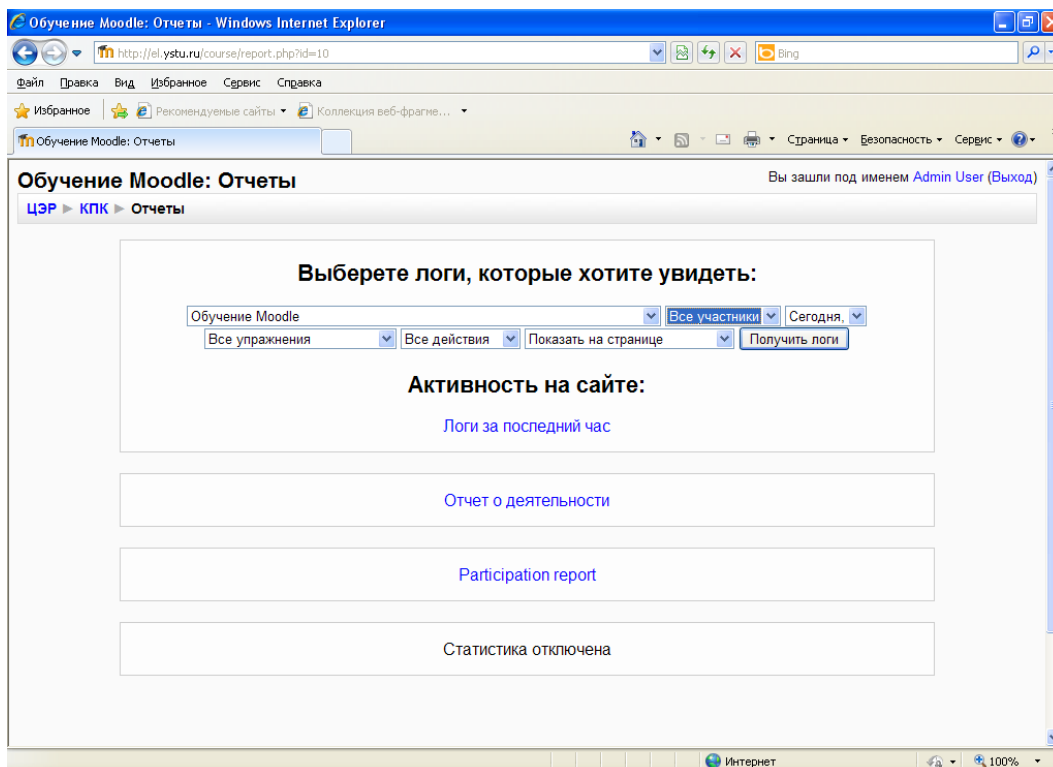 Обучение Moodle: Отчеты - Windows Internet Explorer
http://el.ystu.ru/course/report.php?id=10 Bing
Файл Правка Вид Избранное Сервис Справка
Избранное Рекомендуемые сайты Коллекция веб-фрагме...
Обучение Moodle: Отчеты Страница Безопасность Сервис
Обучение Moodle: Отчеты Вы зашли под именем Admin User (Выход)
ЦЭР ► КПК ► Отчеты
Выберете логи, которые хотите увидеть:
Обучение Moodle Все участники Сегодня,
Все упражнения Все действия Показать на странице Получить логи
Активность на сайте:
Логи за последний час
Отчет о деятельности
Participation report
Статистика отключена
Интернет 100%